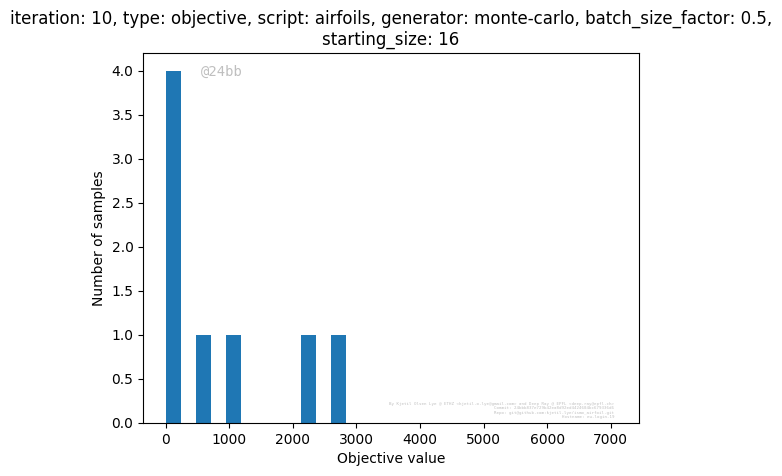 iteration: 10, type: objective, script: airfoils, generator: monte-carlo, batch_size_factor: 0.5,
starting_size: 16
@24bb
4.0
3.5
3.0
2.5
2.0
1.5
1.0
0.5
0.0
Number of samples
0 1000 2000 3000 4000 5000 6000 7000
Objective value